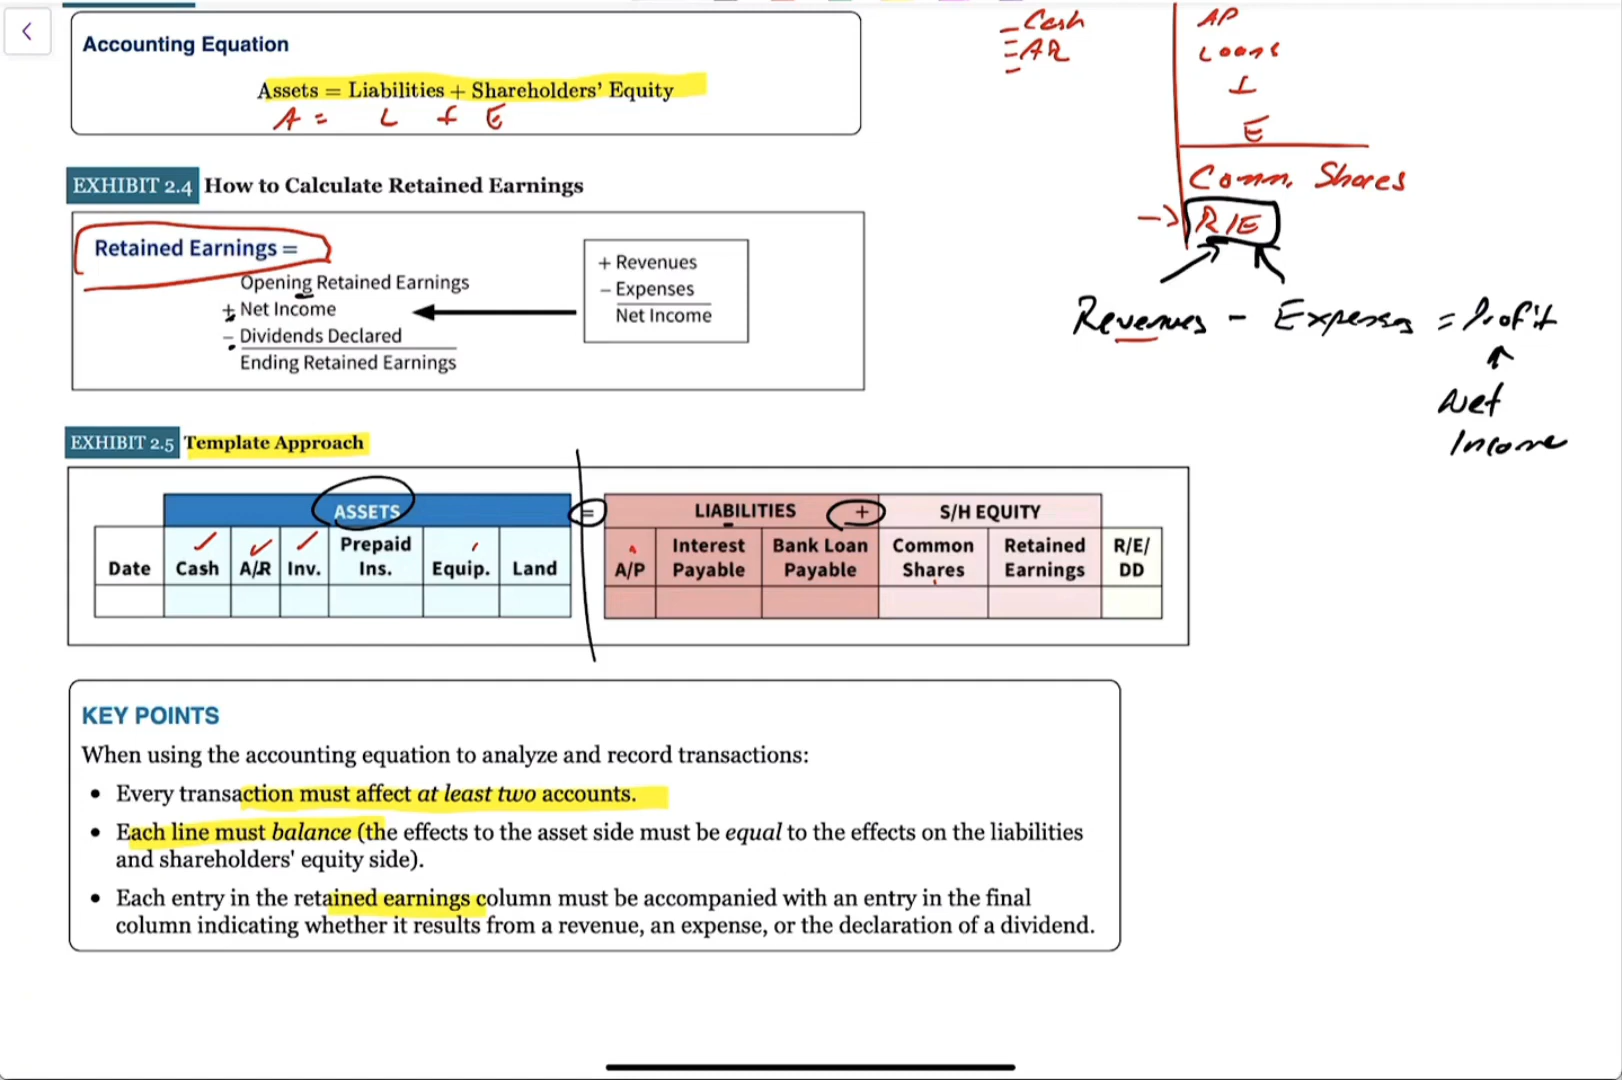 Accounting Equation
Assets = Liabilities + Shareholders' Equity
A = L + E
Cash
AR
AP
Loans
I
E
Comm. Shares
R/E
Revenues - Expenses = Profit
Net
Income
EXHIBIT 2.4 How to Calculate Retained Earnings
Retained Earnings =
Opening Retained Earnings
+ Net Income
– Dividends Declared
Ending Retained Earnings
+ Revenues
– Expenses
Net Income
EXHIBIT 2.5 Template Approach
ASSETS = LIABILITIES + S/H EQUITY
Date Cash A/R Inv. Prepaid Ins. Equip. Land A/P Interest Payable Bank Loan Payable Common Shares Retained Earnings R/E/ DD
KEY POINTS
When using the accounting equation to analyze and record transactions:
• Every transaction must affect at least two accounts.
• Each line must balance (the effects to the asset side must be equal to the effects on the liabilities
and shareholders' equity side).
• Each entry in the retained earnings column must be accompanied with an entry in the final
column indicating whether it results from a revenue, an expense, or the declaration of a dividend.